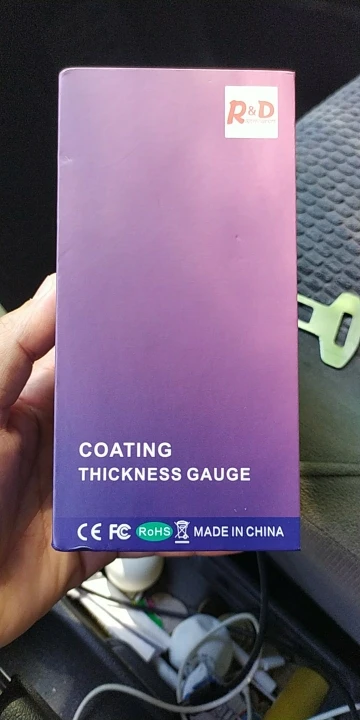 R&D
COATING
THICKNESS GAUGE
CE FC RoHS MADE IN CHINA